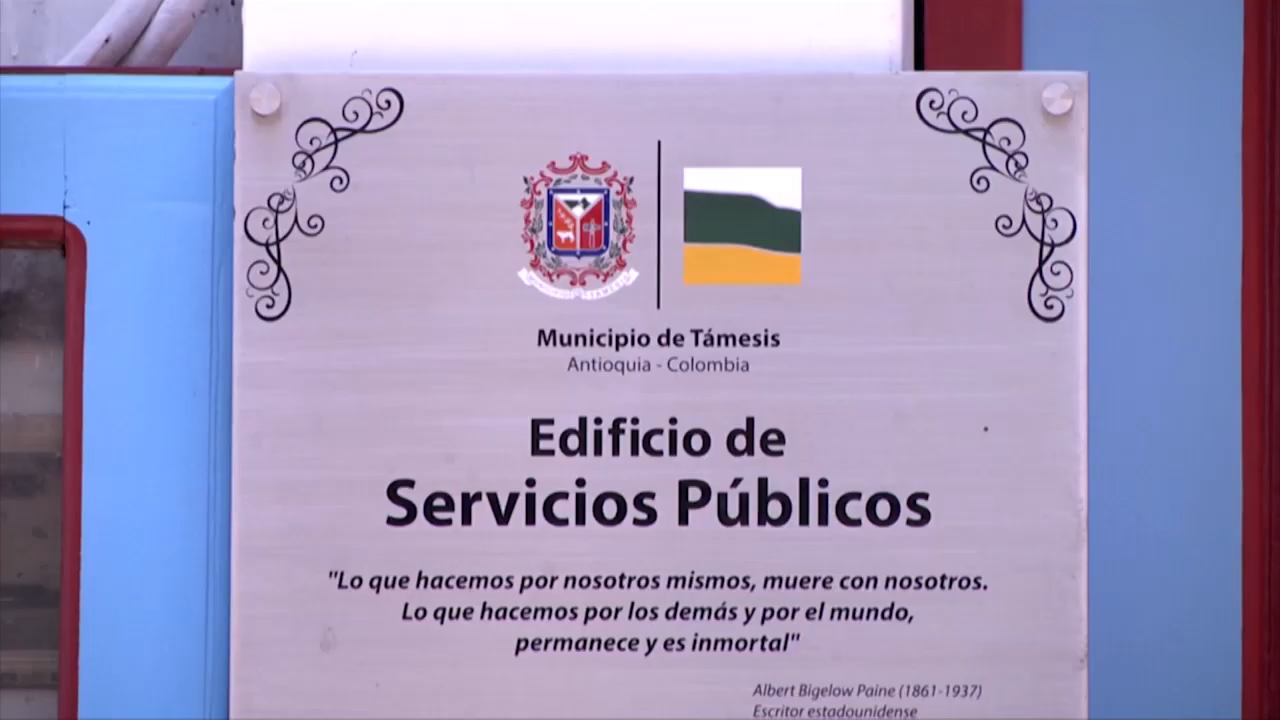 Municipio de Támesis
Antioquia - Colombia
Edificio de
Servicios Públicos
"Lo que hacemos por nosotros mismos, muere con nosotros.
Lo que hacemos por los demás y por el mundo,
permanece y es inmortal"
Albert Bigelow Paine (1861-1937)
Escritor estadounidense